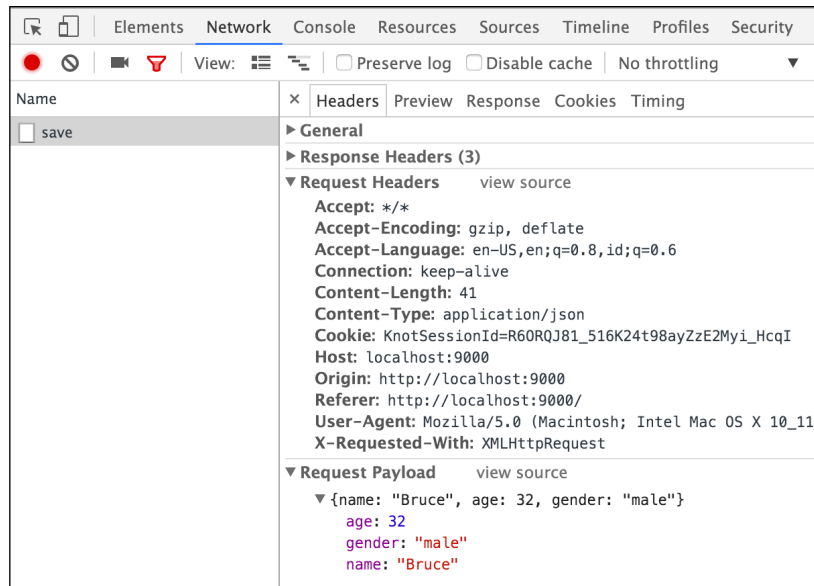 Elements Network Console Resources Sources Timeline Profiles Security
View: Preserve log Disable cache No throttling
Name
× Headers Preview Response Cookies Timing
save
General
Response Headers (3)
Request Headers view source
Accept: */*
Accept-Encoding: gzip, deflate
Accept-Language: en-US,en;q=0.8,id;q=0.6
Connection: keep-alive
Content-Length: 41
Content-Type: application/json
Cookie: KnotSessionId=R6ORQJ81_516K24t98ayZzE2Myi_HcqI
Host: localhost:9000
Origin: http://localhost:9000
Referer: http://localhost:9000/
User-Agent: Mozilla/5.0 (Macintosh; Intel Mac OS X 10_11
X-Requested-With: XMLHttpRequest
Request Payload view source
{name: "Bruce", age: 32, gender: "male"}
age: 32
gender: "male"
name: "Bruce"